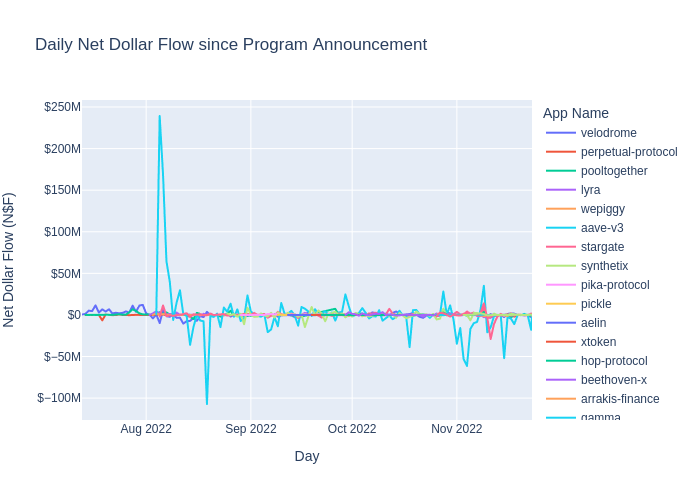 Daily Net Dollar Flow since Program Announcement
Net Dollar Flow (N$F)
$250M
$200M
$150M
$100M
$50M
$0
$−50M
$−100M
Aug 2022
Sep 2022
Oct 2022
Nov 2022
Day
App Name
velodrome
perpetual-protocol
pooltogether
lyra
wepiggy
aave-v3
stargate
synthetix
pika-protocol
pickle
aelin
xtoken
hop-protocol
beethoven-x
arrakis-finance
gamma